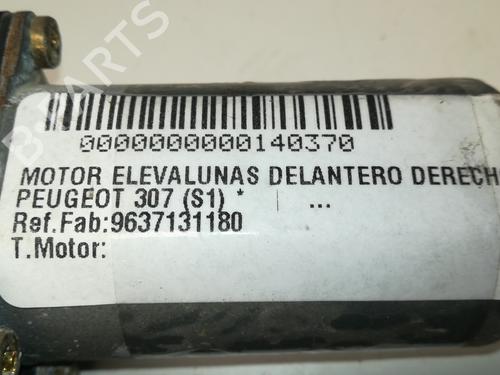 0000000000140370
MOTOR ELEVALUNAS DELANTERO DERECH
PEUGEOT 307 (S1) * ...
Ref.Fab:9637131180
T.Motor:
B-PARTS